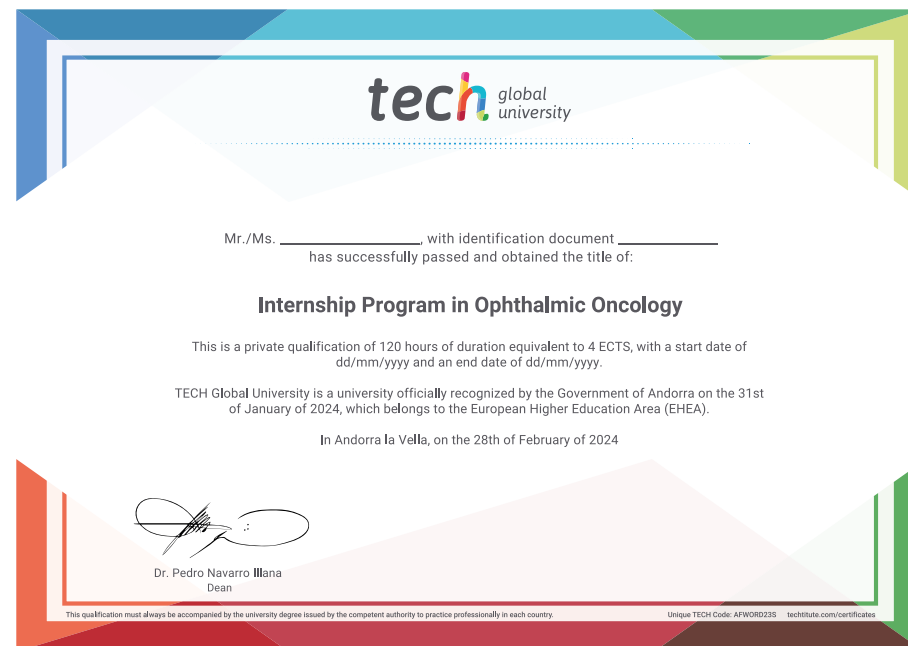 tech global university
Mr./Ms. ____________________, with identification document ______________
has successfully passed and obtained the title of:
Internship Program in Ophthalmic Oncology
This is a private qualification of 120 hours of duration equivalent to 4 ECTS, with a start date of
dd/mm/yyyy and an end date of dd/mm/yyyy.
TECH Global University is a university officially recognized by the Government of Andorra on the 31st
of January of 2024, which belongs to the European Higher Education Area (EHEA).
In Andorra la Vella, on the 28th of February of 2024
Dr. Pedro Navarro Illana
Dean
This qualification must always be accompanied by the university degree issued by the competent authority to practice professionally in each country.
Unique TECH Code: AFWORD23S techtitute.com/certificates